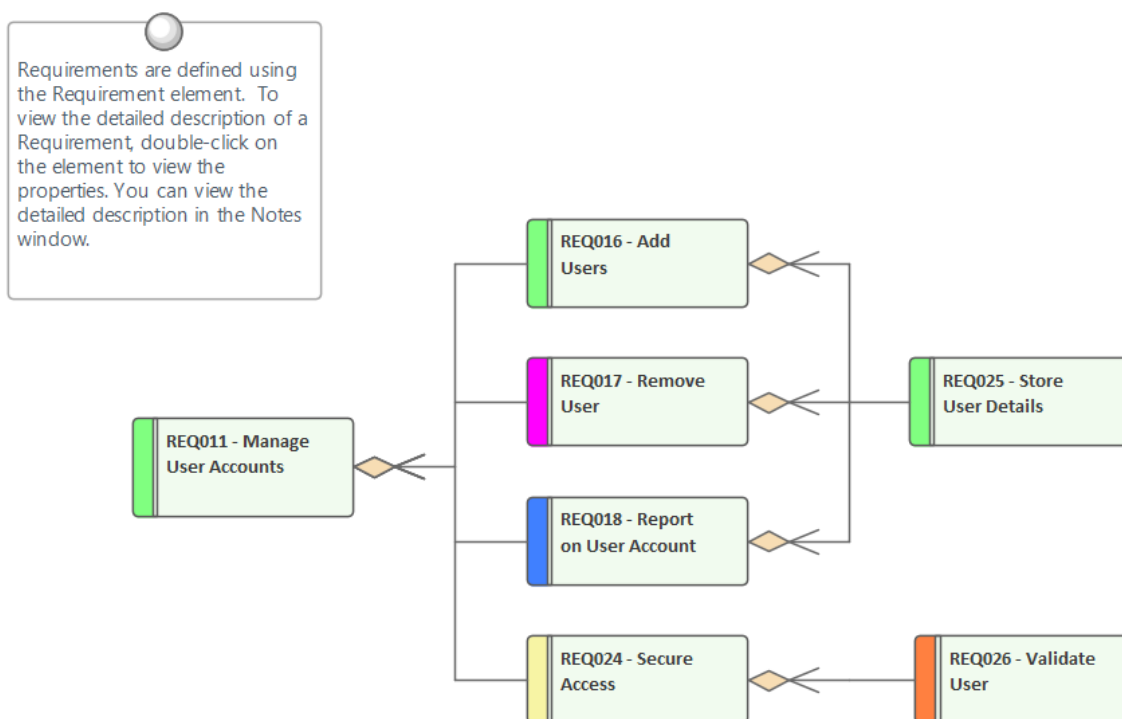 Requirements are defined using
the Requirement element.  To
view the detailed description of a
Requirement, double-click on
the element to view the
properties. You can view the
detailed description in the Notes
window.
REQ016 - Add
Users
REQ017 - Remove
User
REQ025 - Store
User Details
REQ011 - Manage
User Accounts
REQ018 - Report
on User Account
REQ024 - Secure
Access
REQ026 - Validate
User